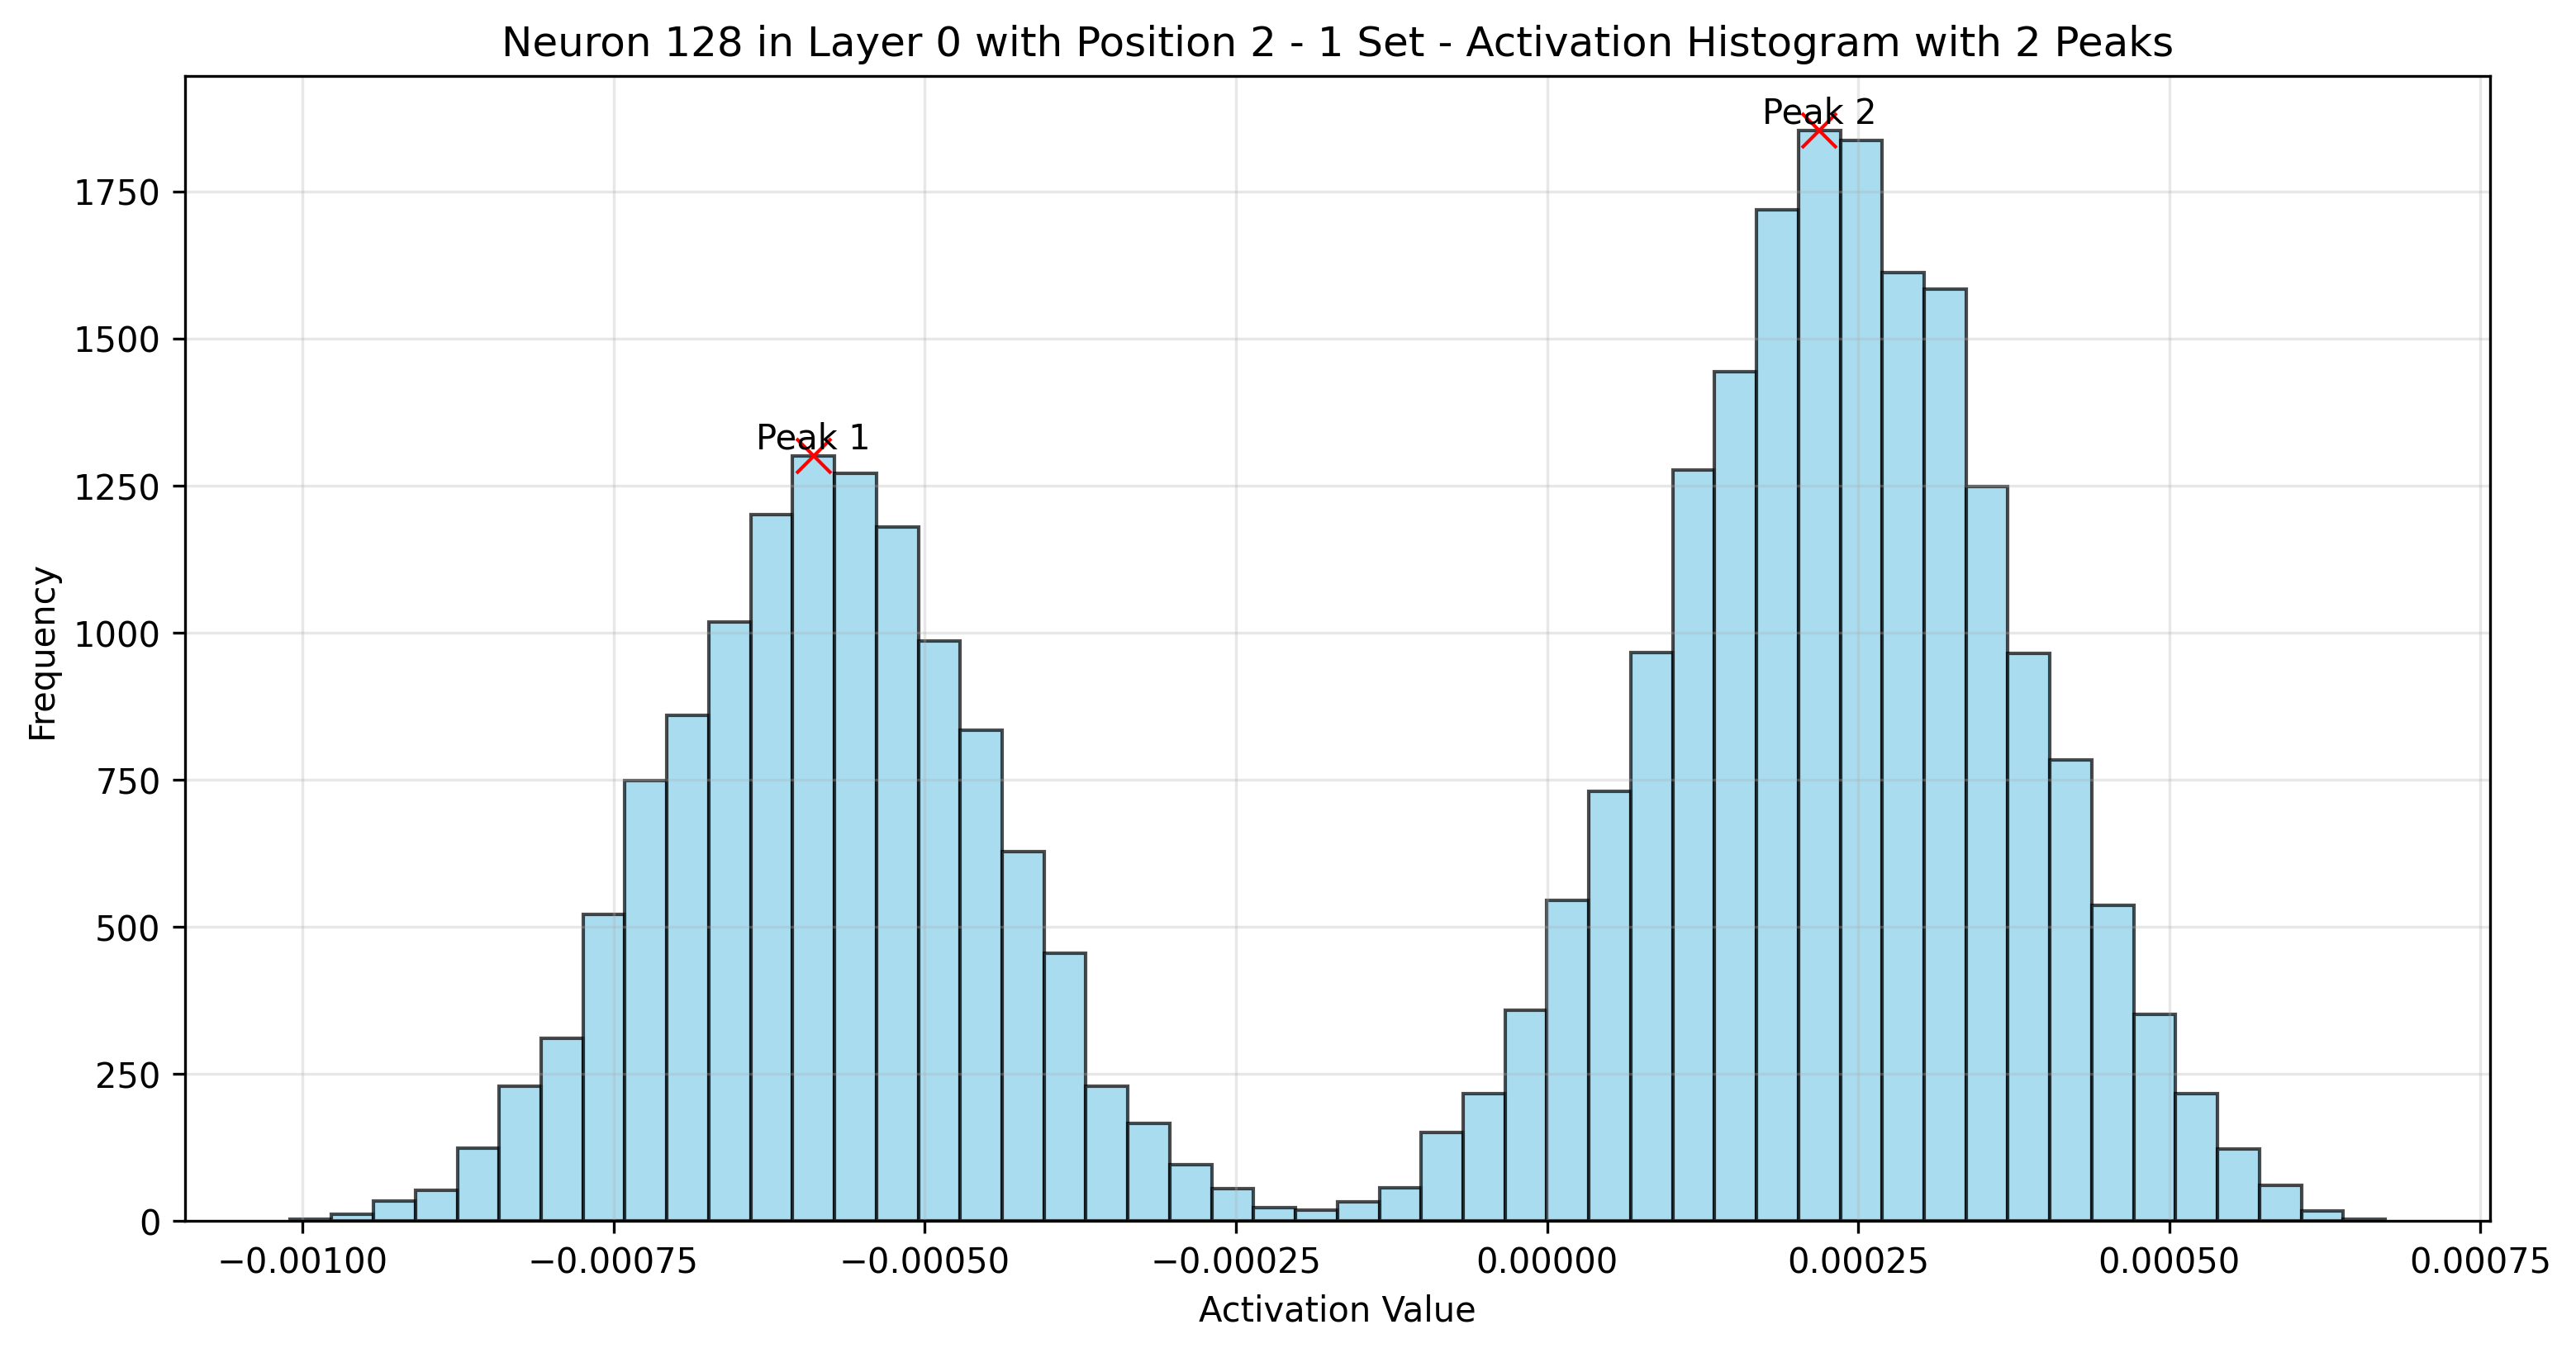 Neuron 128 in Layer 0 with Position 2 - 1 Set - Activation Histogram with 2 Peaks
Peak 2
Peak 1
1750
1500
1250
1000
750
500
250
0
Frequency
−0.00100 −0.00075 −0.00050 −0.00025 0.00000 0.00025 0.00050 0.00075
Activation Value